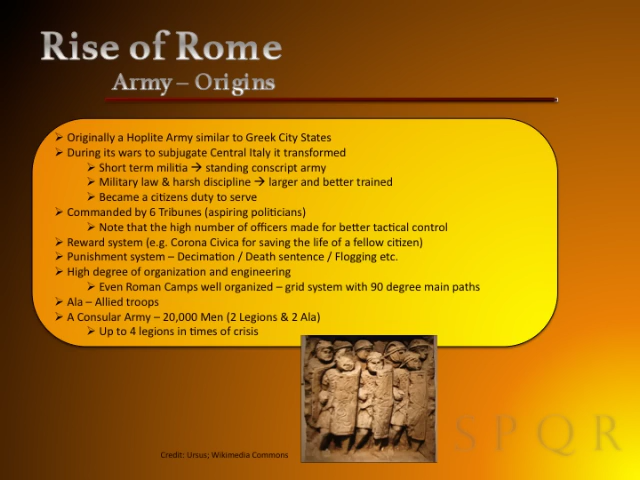 Rise of Rome
Army – Origins
➢ Originally a Hoplite Army similar to Greek City States
➢ During its wars to subjugate Central Italy it transformed
➢ Short term militia → standing conscript army
➢ Military law & harsh discipline → larger and better trained
➢ Became a citizens duty to serve
➢ Commanded by 6 Tribunes (aspiring politicians)
➢ Note that the high number of officers made for better tactical control
➢ Reward system (e.g. Corona Civica for saving the life of a fellow citizen)
➢ Punishment system – Decimation / Death sentence / Flogging etc.
➢ High degree of organization and engineering
➢ Even Roman Camps well organized – grid system with 90 degree main paths
➢ Ala – Allied troops
➢ A Consular Army – 20,000 Men (2 Legions & 2 Ala)
➢ Up to 4 legions in times of crisis
S P Q R
Credit: Ursus; Wikimedia Commons